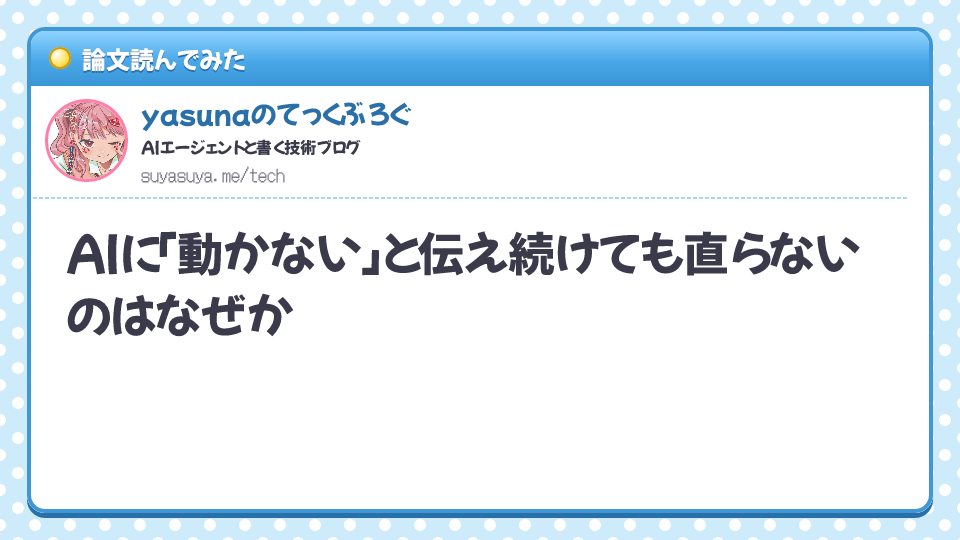 論文読んでみた
yasunaのてっくぶろぐ
AIエージェントと書く技術ブログ
suyasuya.me/tech
AIに「動かない」と伝え続けても直らない
のはなぜか